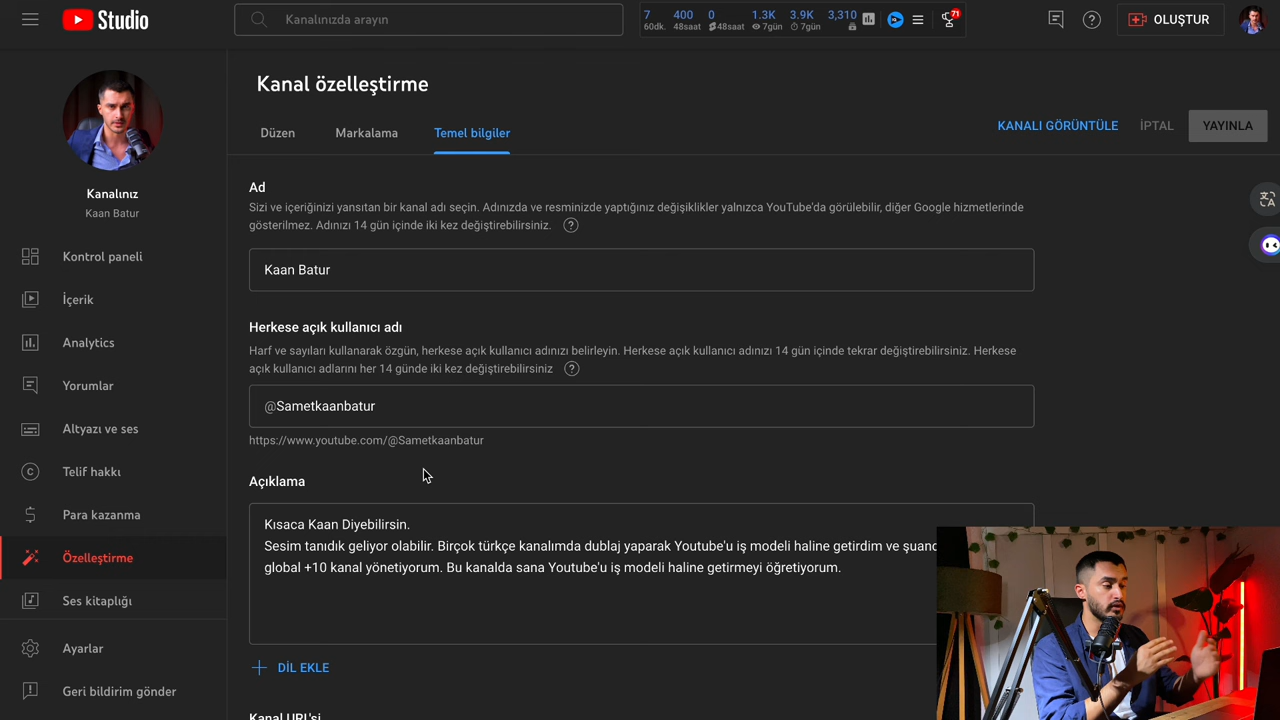 Studio
Kanalınızda arayın
7 400 0 1.3K 3.9K 3,310
60dk. 48saat 48saat 7gün 7gün
71
OLUŞTUR
Kanal özelleştirme
Düzen Markalama Temel bilgiler
KANALI GÖRÜNTÜLE İPTAL YAYINLA
Kanalınız
Kaan Batur
Kontrol paneli
İçerik
Analytics
Yorumlar
Altyazı ve ses
Telif hakkı
Para kazanma
Özelleştirme
Ses kitaplığı
Ayarlar
Geri bildirim gönder
Ad
Sizi ve içeriğinizi yansıtan bir kanal adı seçin. Adınızda ve resminizde yaptığınız değişiklikler yalnızca YouTube'da görülebilir, diğer Google hizmetlerinde
gösterilmez. Adınızı 14 gün içinde iki kez değiştirebilirsiniz.
Kaan Batur
Herkese açık kullanıcı adı
Harf ve sayıları kullanarak özgün, herkese açık kullanıcı adınızı belirleyin. Herkese açık kullanıcı adınızı 14 gün içinde tekrar değiştirebilirsiniz. Herkese
açık kullanıcı adlarını her 14 günde iki kez değiştirebilirsiniz
@Sametkaanbatur
https://www.youtube.com/@Sametkaanbatur
Açıklama
Kısaca Kaan Diyebilirsin.
Sesim tanıdık geliyor olabilir. Birçok türkçe kanalımda dublaj yaparak Youtube'u iş modeli haline getirdim ve şuand
global +10 kanal yönetiyorum. Bu kanalda sana Youtube'u iş modeli haline getirmeyi öğretiyorum.
DİL EKLE
Kanal URL'si